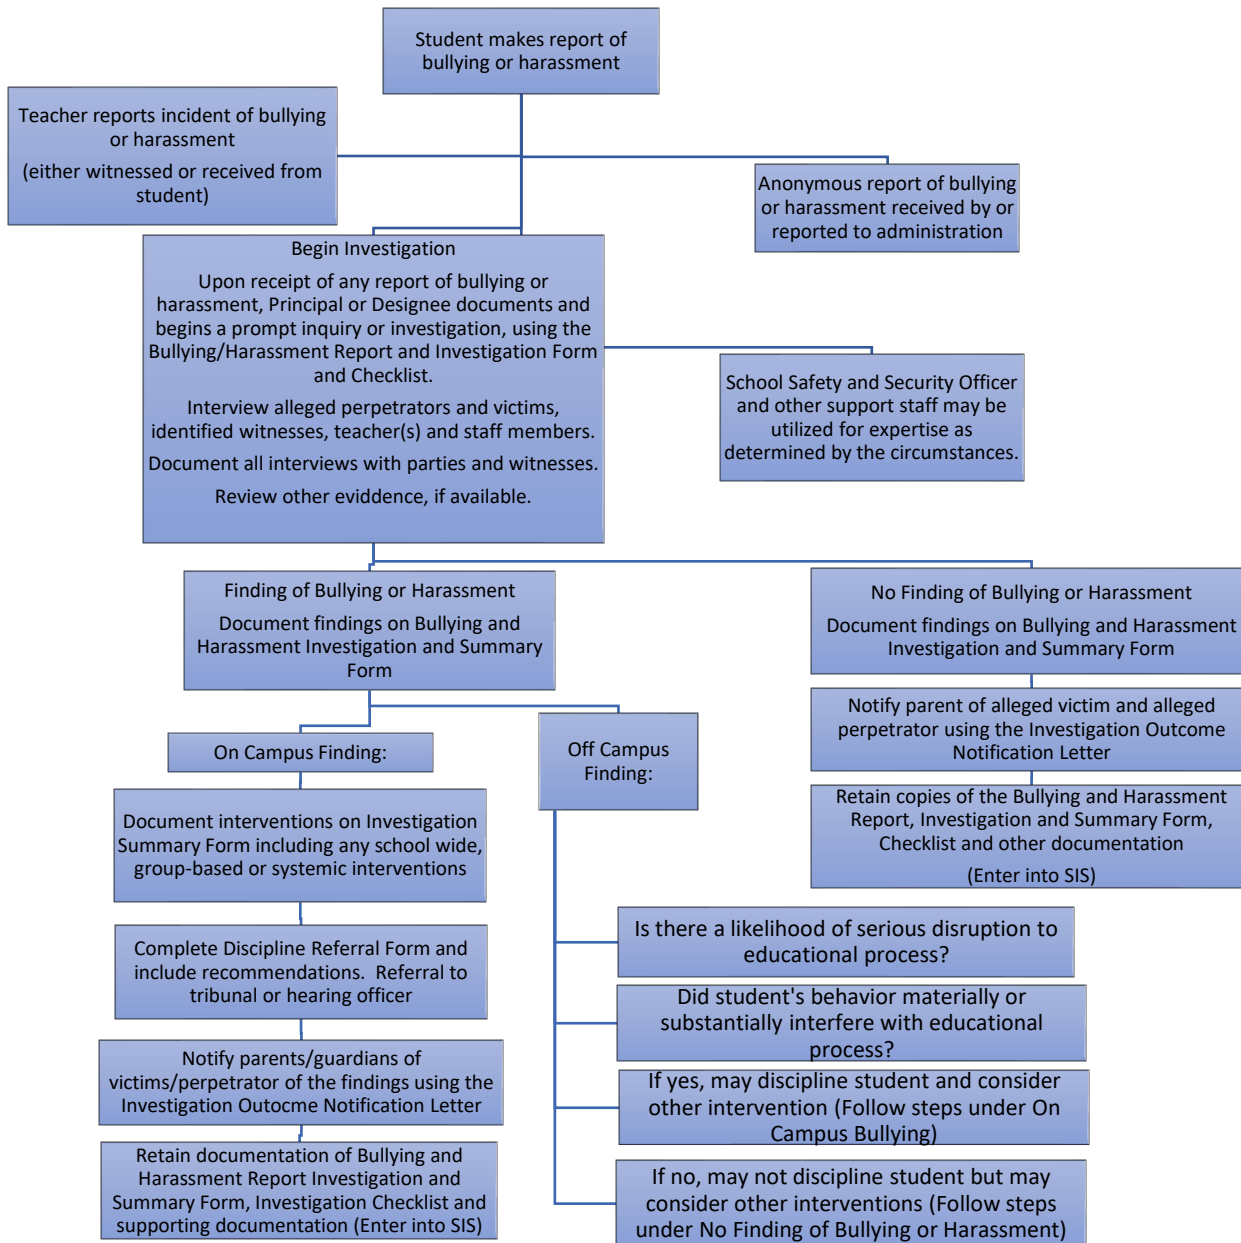 Student makes report of
bullying or harassment
Teacher reports incident of bullying
or harassment
(either witnessed or received from
student)
Anonymous report of bullying
or harassment received by or
reported to administration
Begin Investigation
Upon receipt of any report of bullying or
harassment, Principal or Designee documents and
begins a prompt inquiry or investigation, using the
Bullying/Harassment Report and Investigation Form
and Checklist.
Interview alleged perpetrators and victims,
identified witnesses, teacher(s) and staff members.
Document all interviews with parties and witnesses.
Review other eviddence, if available.
School Safety and Security Officer
and other support staff may be
utilized for expertise as
determined by the circumstances.
Finding of Bullying or Harassment
Document findings on Bullying and
Harassment Investigation and Summary
Form
On Campus Finding:
Document interventions on Investigation
Summary Form including any school wide,
group-based or systemic interventions
Complete Discipline Referral Form and
include recommendations.  Referral to
tribunal or hearing officer
Notify parents/guardians of
victims/perpetrator of the findings using the
Investigation Outocme Notification Letter
Retain documentation of Bullying and
Harassment Report Investigation and
Summary Form, Investigation Checklist and
supporting documentation (Enter into SIS)
Off Campus
Finding:
Is there a likelihood of serious disruption to
educational process?
Did student's behavior materially or
substantially interfere with educational
process?
If yes, may discipline student and consider
other intervention (Follow steps under On
Campus Bullying)
If no, may not discipline student but may
consider other interventions (Follow steps
under No Finding of Bullying or Harassment)
No Finding of Bullying or Harassment
Document findings on Bullying and Harassment
Investigation and Summary Form
Notify parent of alleged victim and alleged
perpetrator using the Investigation Outcome
Notification Letter
Retain copies of the Bullying and Harassment
Report, Investigation and Summary Form,
Checklist and other documentation
(Enter into SIS)